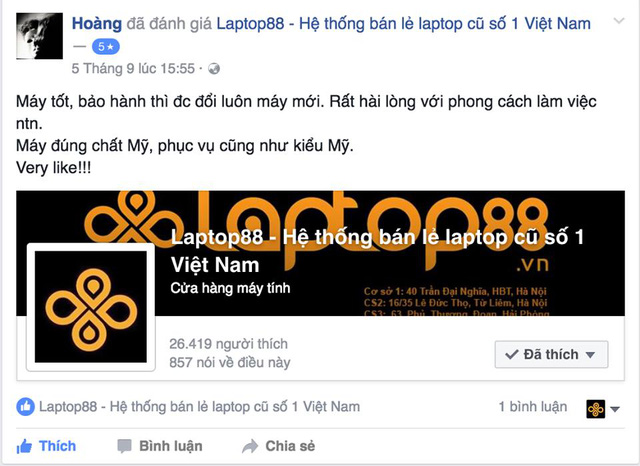 Hoàng đã đánh giá Laptop88 - Hệ thống bán lẻ laptop cũ số 1 Việt Nam
— 5★
5 Tháng 9 lúc 15:55 ·
Máy tốt, bảo hành thì đc đổi luôn máy mới. Rất hài lòng với phong cách làm việc
ntn.
Máy đúng chất Mỹ, phục vụ cũng như kiểu Mỹ.
Very like!!!
Laptop88
.vn
Laptop88 - Hệ thống bán lẻ laptop cũ số 1
Việt Nam
Cửa hàng máy tính
Cơ sở 1: 40 Trần Đại Nghĩa, HBT, Hà Nội
CS2: 16/35 Lê Đức Thọ, Từ Liêm, Hà Nội
CS3: 63, Phủ Thượng Đoạn, Hải Phòng
26.419 người thích
857 nói về điều này
Đã thích
Laptop88 - Hệ thống bán lẻ laptop cũ số 1 Việt Nam
1 bình luận
Thích Bình luận Chia sẻ